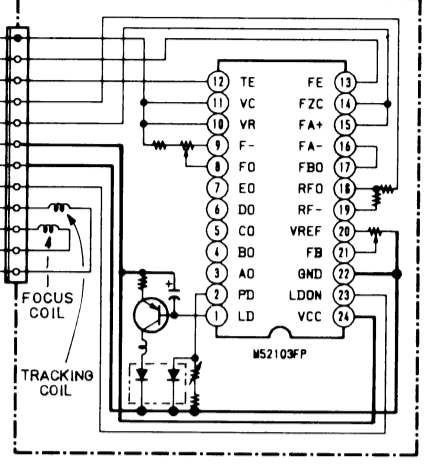 12 TE FE 13
11 VC FZC 14
10 VR FA+ 15
9 F- FA- 16
8 FO FBO 17
7 EO RFO 18
6 DO RF- 19
5 CO VREF 20
4 BO FB 21
3 AO GND 22
2 PD LDON 23
1 LD VCC 24
+
M52103FP
FOCUS
COIL
TRACKING
COIL